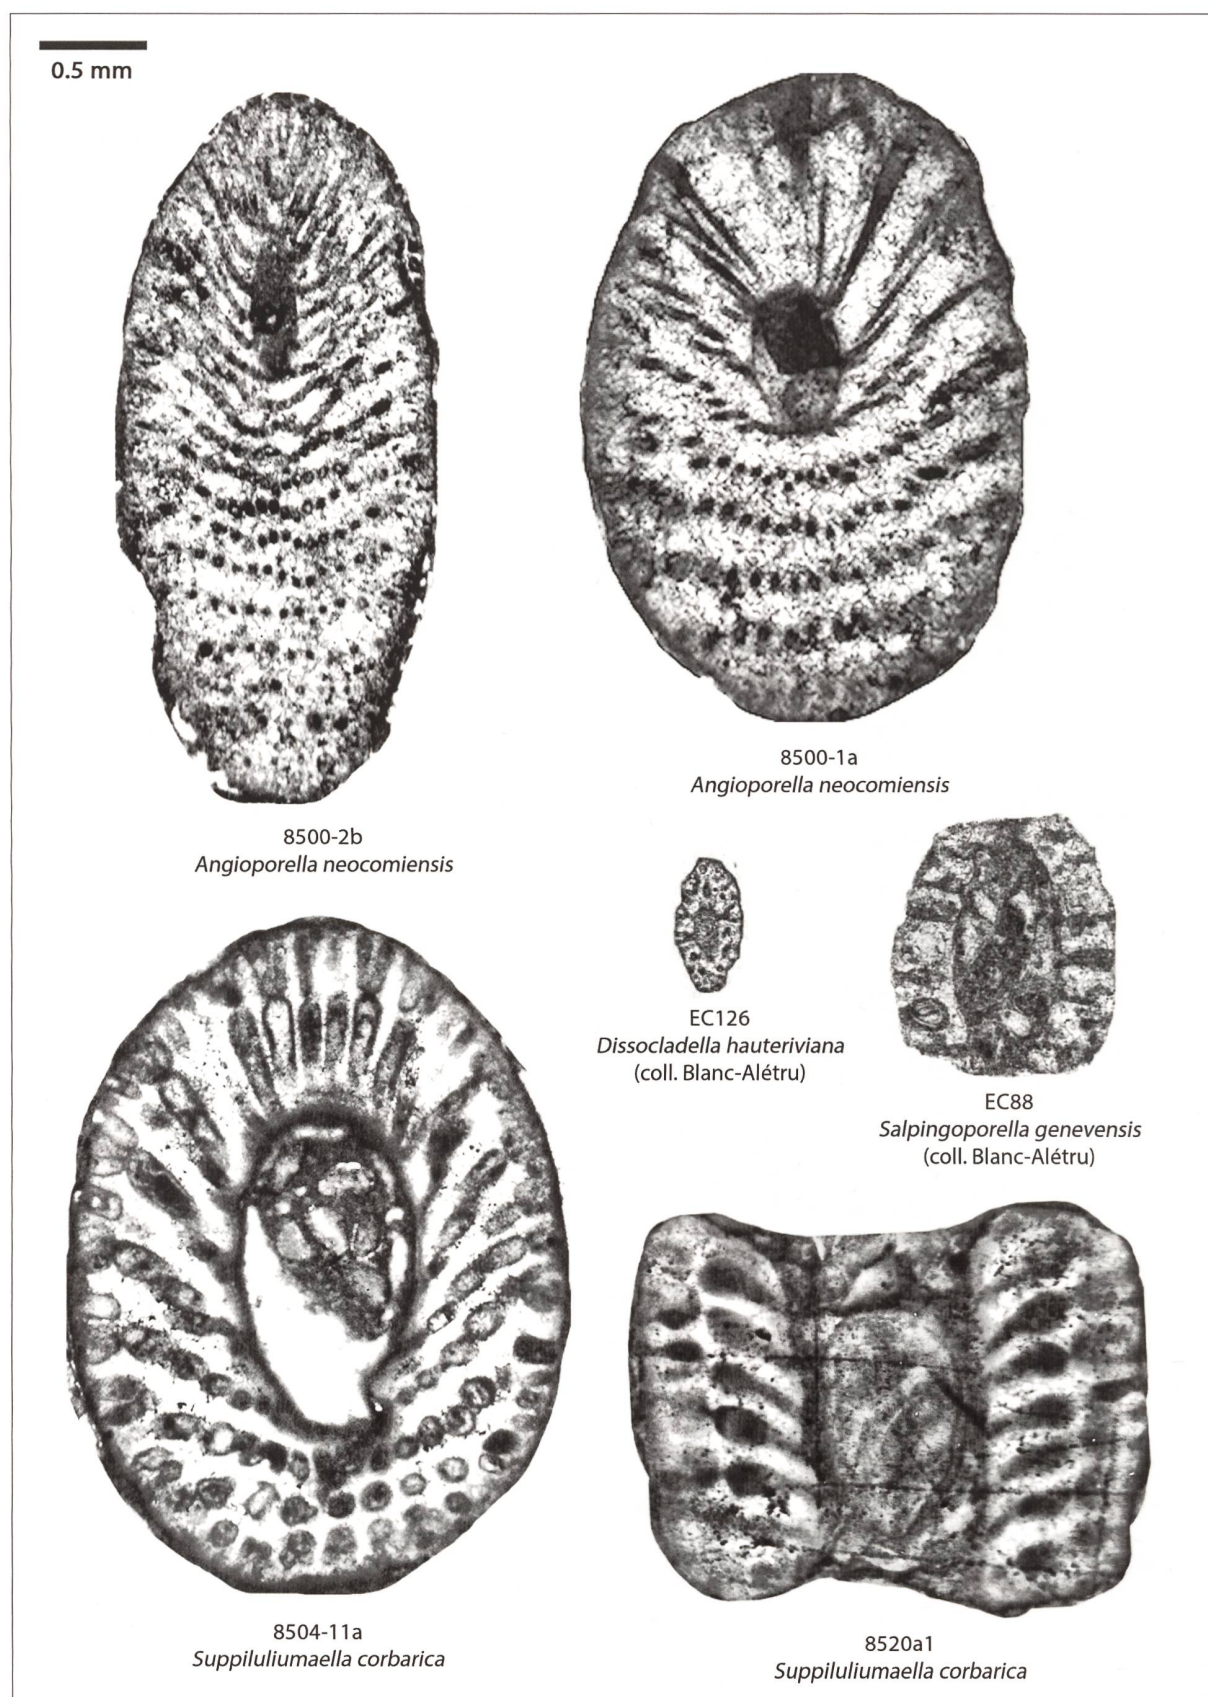 0.5 mm
8500-1a
Angioporella neocomiensis
8500-2b
Angioporella neocomiensis
EC126
Dissocladella hauteriviana
(coll. Blanc-Alétru)
EC88
Salpingoporella genevensis
(coll. Blanc-Alétru)
8504-11a
Suppiluliumaella corbarica
8520a1
Suppiluliumaella corbarica